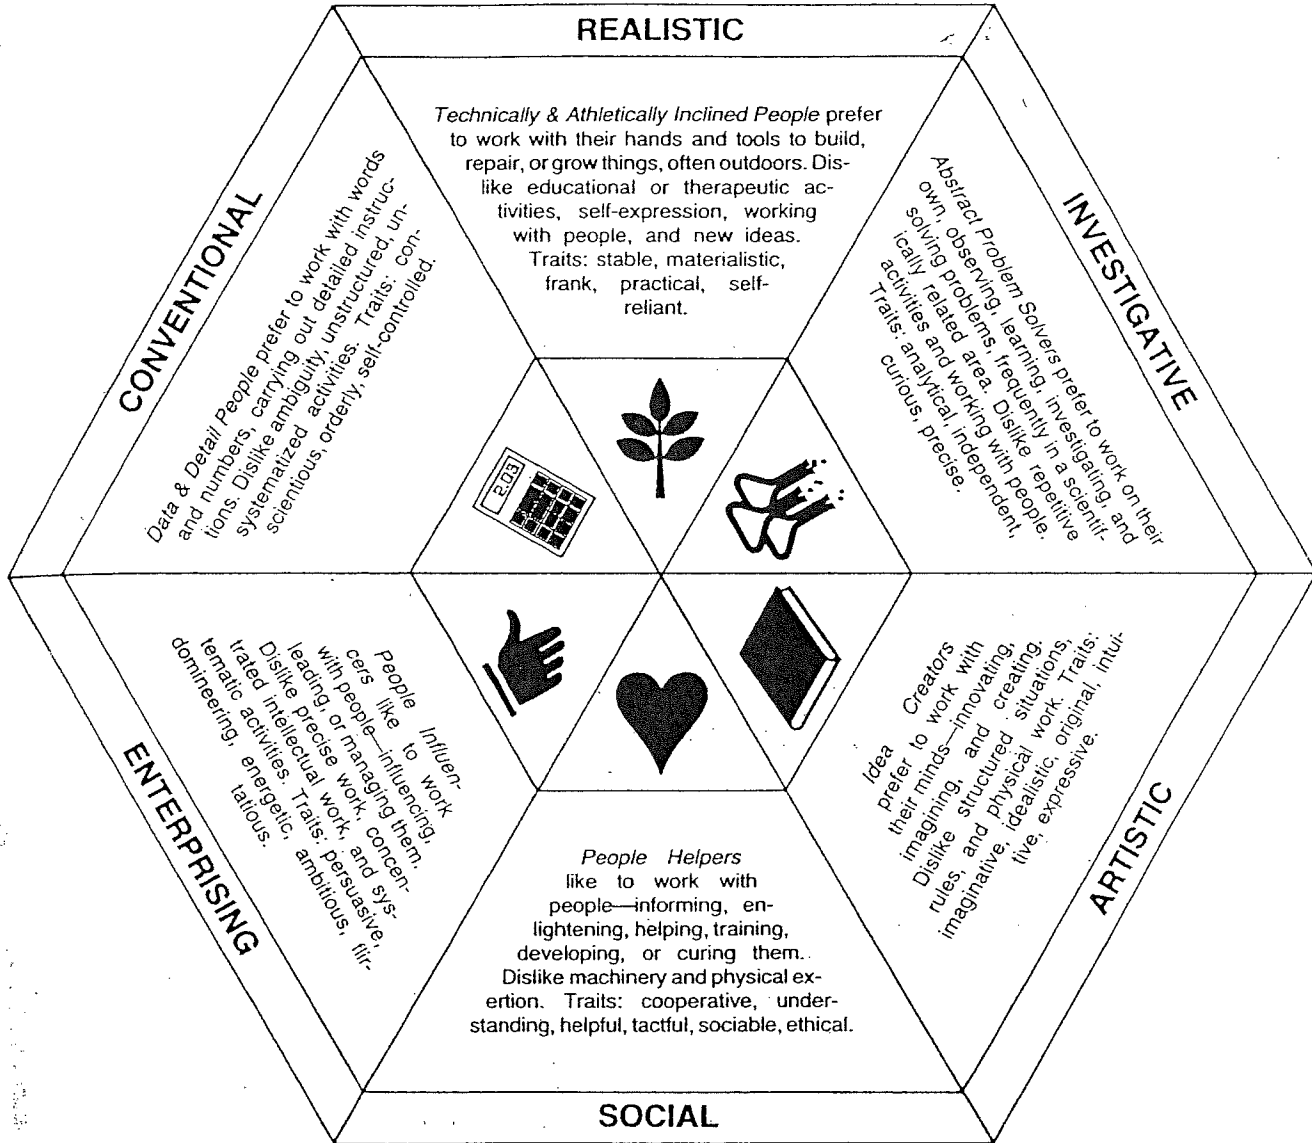 REALISTIC
Technically & Athletically Inclined People prefer
to work with their hands and tools to build,
repair, or grow things, often outdoors. Dis-
like educational or therapeutic ac-
tivities, self-expression, working
with people, and new ideas.
Traits: stable, materialistic,
frank, practical, self-
reliant.
INVESTIGATIVE
Abstract Problem Solvers prefer to work on their
own, observing, learning, investigating, and
solving problems, frequently in a scientif-
ically related area. Dislike repetitive
activities and working with people.
Traits: analytical, independent,
curious, precise.
ARTISTIC
Idea Creators
prefer to work with
their minds—innovating,
imagining, and creating.
Dislike structured situations,
rules, and physical work. Traits:
imaginative, idealistic, original, intui-
tive, expressive.
SOCIAL
People Helpers
like to work with
people—informing, en-
lightening, helping, training,
developing, or curing them.
Dislike machinery and physical ex-
ertion. Traits: cooperative, under-
standing, helpful, tactful, sociable, ethical.
ENTERPRISING
People Influen-
cers like to work
with people—influencing,
leading, or managing them.
Dislike precise work, concen-
trated intellectual work, and sys-
tematic activities. Traits: persuasive,
domineering, energetic, ambitious, flir-
tatious.
CONVENTIONAL
Data & Detail People prefer to work with words
and numbers, carrying out detailed instruc-
tions. Dislike ambiguity, unstructured, un-
systematized activities. Traits: con-
scientious, orderly, self-controlled.
2.03